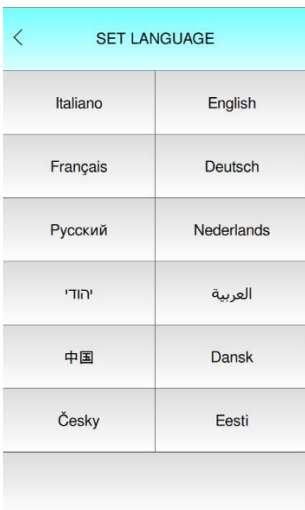 SET LANGUAGE
Italiano English
Français Deutsch
Русский Nederlands
יהודי العربية
中国 Dansk
Česky Eesti